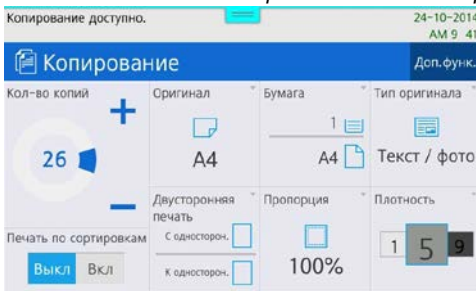 Копирование доступно.
24-10-2014
AM 9 41
Копирование
Доп.функ.
Кол-во копий
26
Оригинал
A4
Бумага
1
A4
Тип оригинала
Текст / фото
Печать по сортировкам
Выкл Вкл
Двусторонняя
печать
С односторон.
К односторон.
Пропорция
100%
Плотность
1 5 9